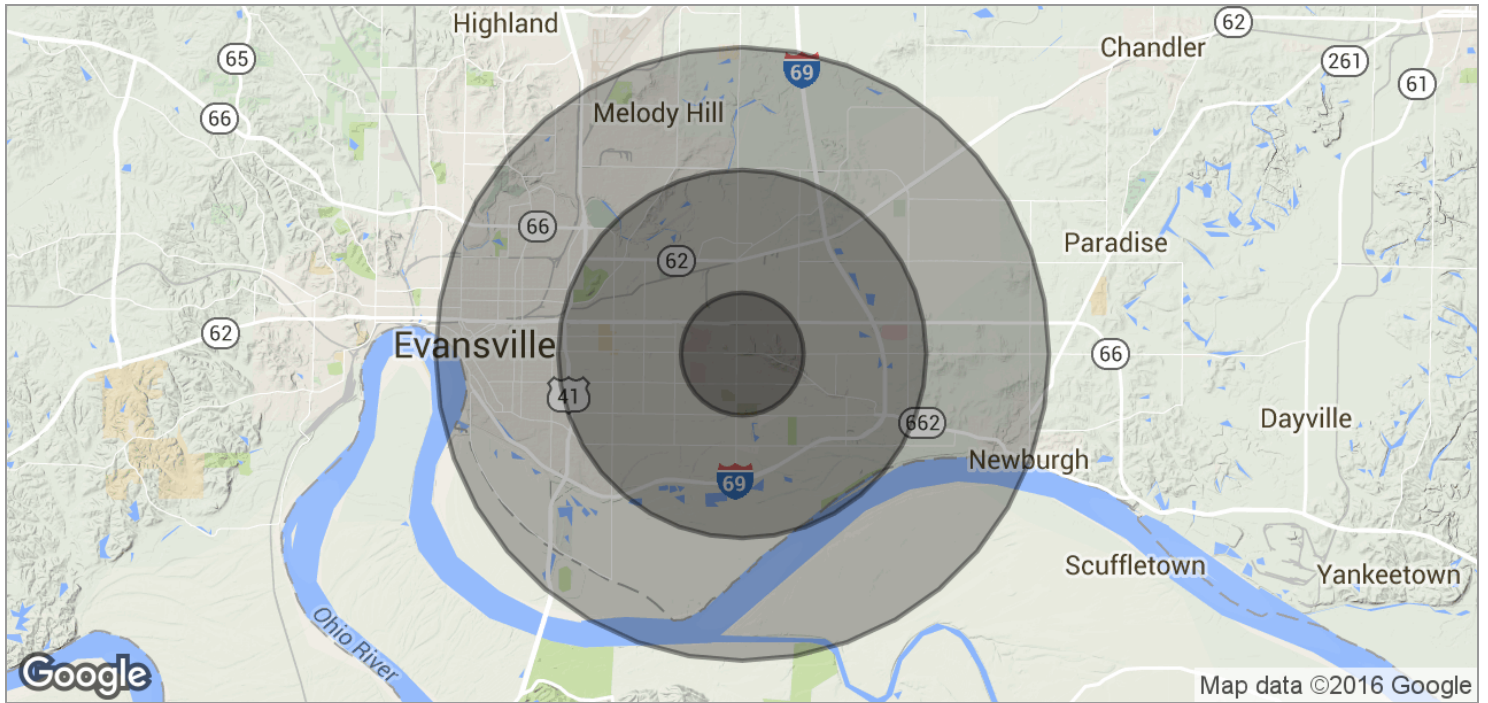 Highland
62
Chandler
65
261
69
61
Melody Hill
66
66
62
Paradise
62
Evansville
66
41
Dayville
662
Newburgh
69
Scuffletown
Yankeetown
Ohio River
Google
Map data ©2016 Google